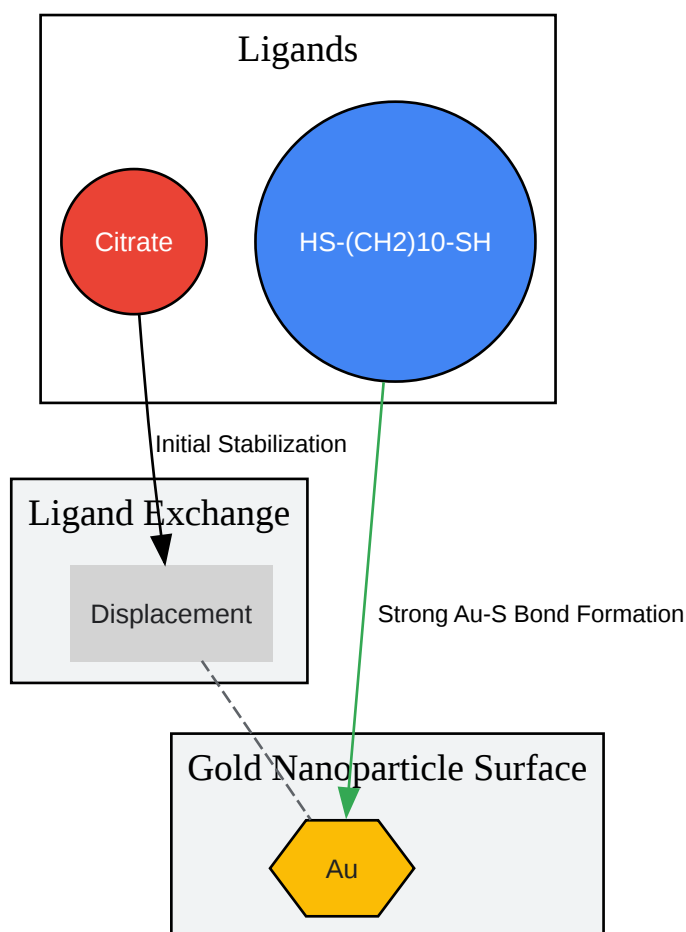 Ligands
Citrate
HS-(CH2)10-SH
Initial Stabilization
Ligand Exchange
Displacement
Strong Au-S Bond Formation
Gold Nanoparticle Surface
Au